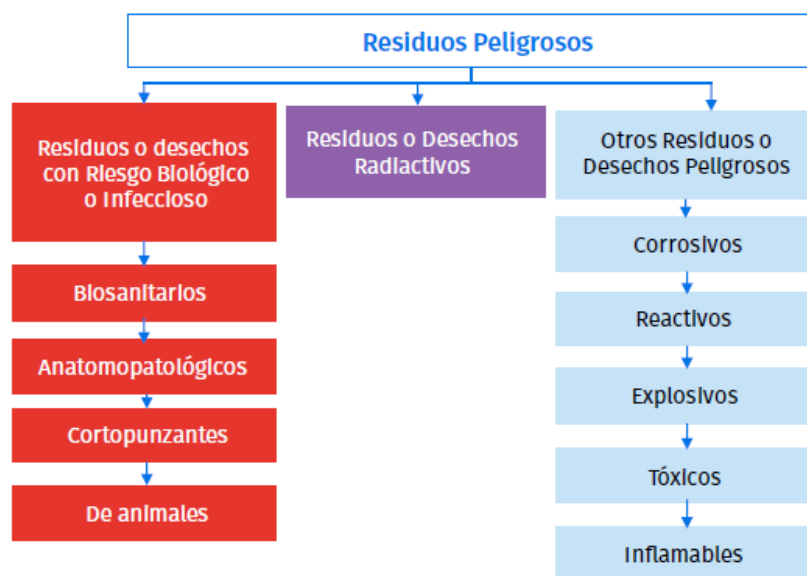 Residuos Peligrosos
Residuos o desechos
con Riesgo Biológico
o Infeccioso
Biosanitarios
Anatomopatológicos
Cortopunzantes
De animales
Residuos o Desechos
Radiactivos
Otros Residuos o
Desechos Peligrosos
Corrosivos
Reactivos
Explosivos
Tóxicos
Inflamables